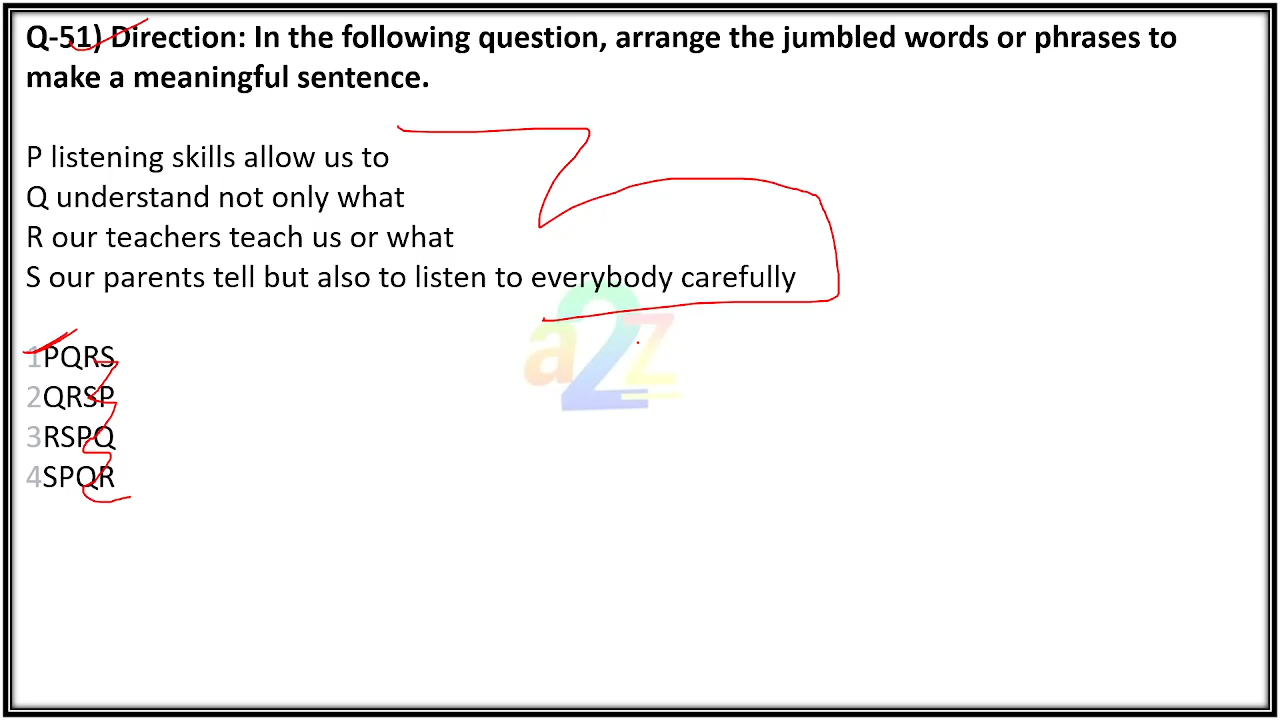 Q-51) Direction: In the following question, arrange the jumbled words or phrases to
make a meaningful sentence.
P listening skills allow us to
Q understand not only what
R our teachers teach us or what
S our parents tell but also to listen to everybody carefully
a2z
1PQRS
2QRSP
3RSPQ
4SPQR